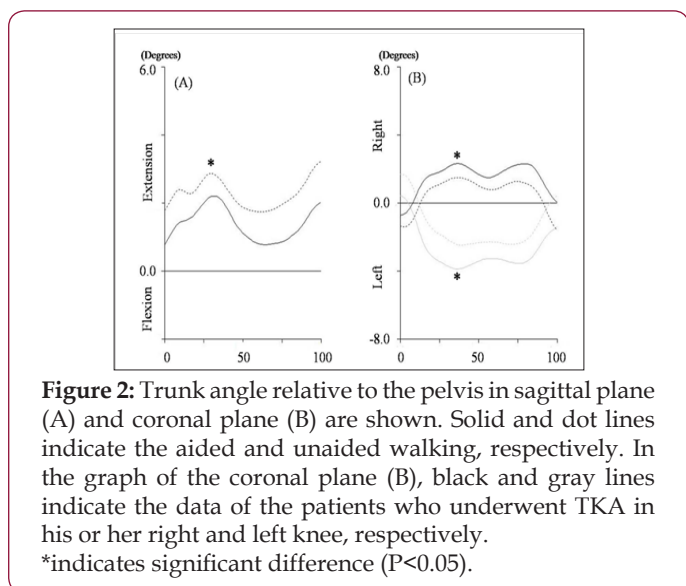 (Degrees)
6.0
(A)
*
Extension
0.0
Flexion
0
50
100
(Degrees)
8.0
(B)
*
Right
0.0
Left
*
-8.0
0
50
100
Figure 2: Trunk angle relative to the pelvis in sagittal plane
(A) and coronal plane (B) are shown. Solid and dot lines
indicate the aided and unaided walking, respectively. In
the graph of the coronal plane (B), black and gray lines
indicate the data of the patients who underwent TKA in
his or her right and left knee, respectively.
*indicates significant difference (P<0.05).